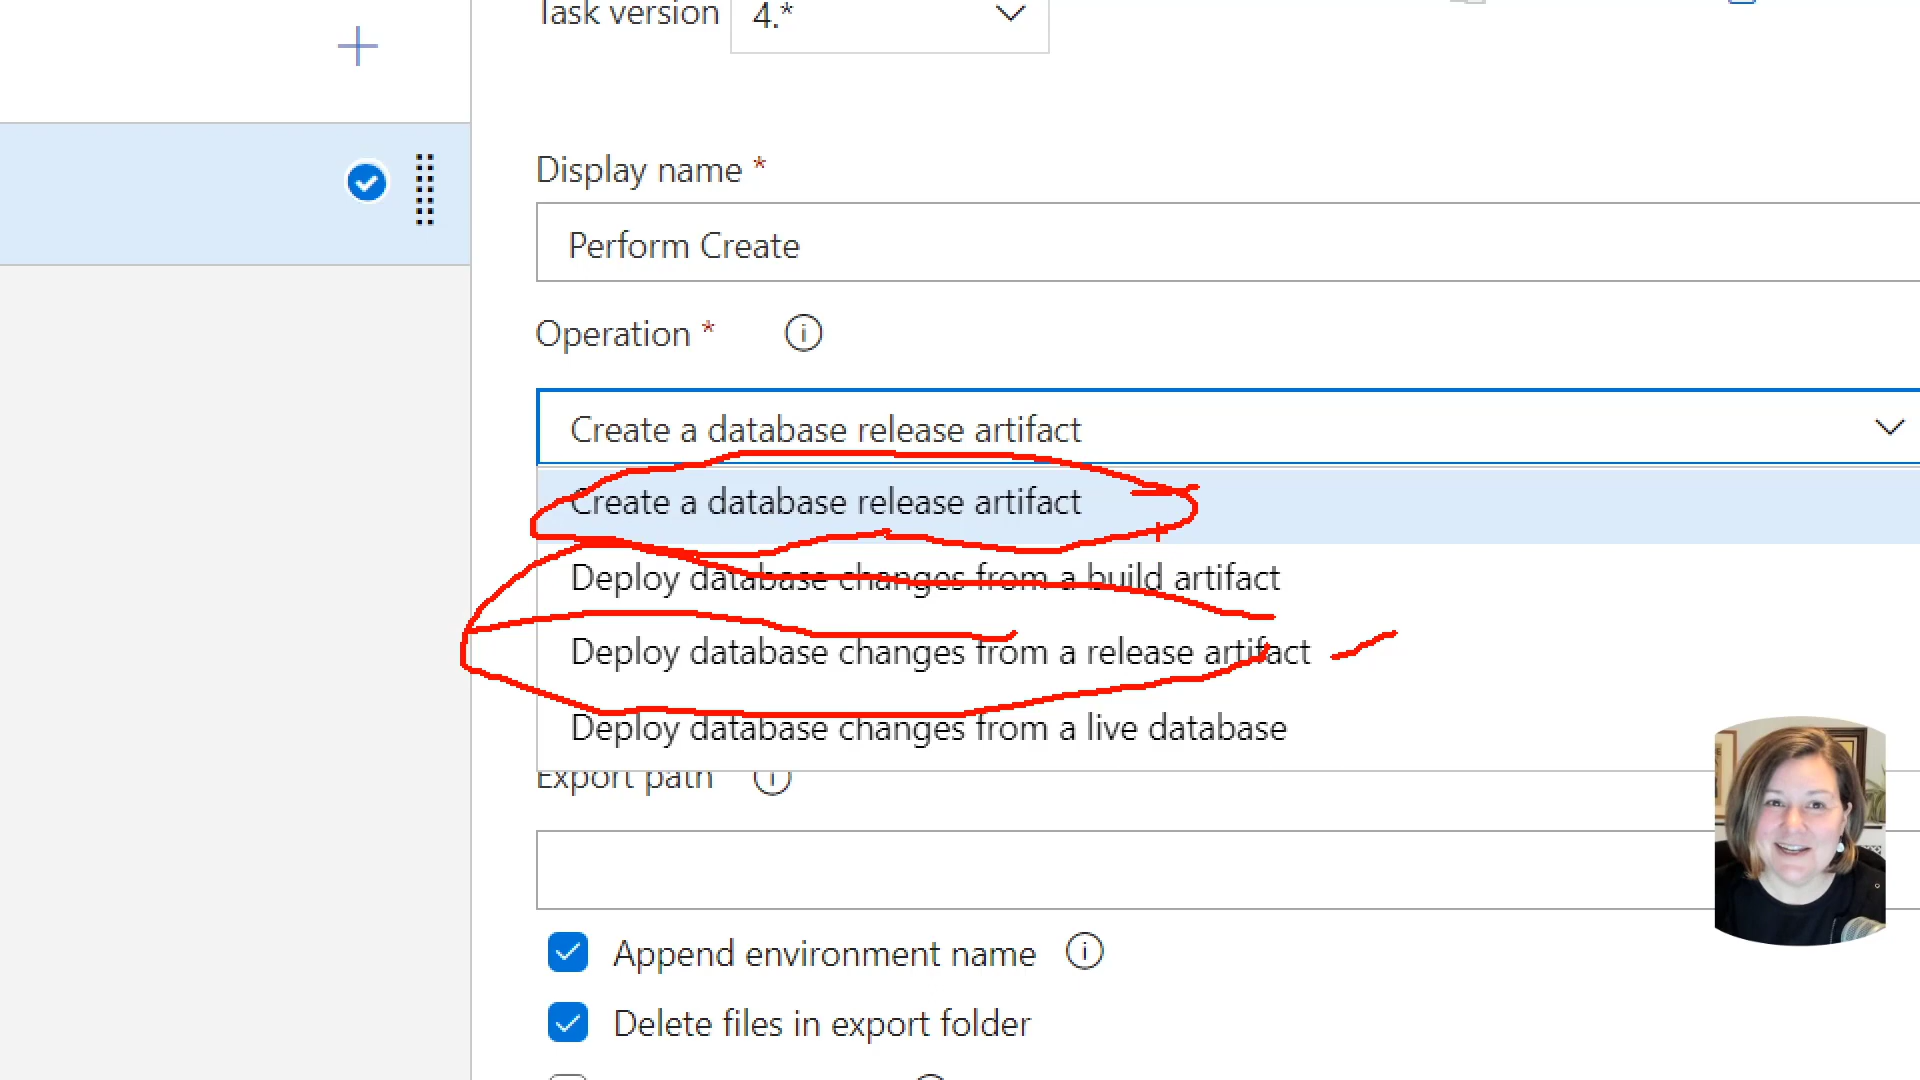 Task version 4.*
Display name *
Perform Create
Operation *
Create a database release artifact
Create a database release artifact
Deploy database changes from a build artifact
Deploy database changes from a release artifact
Deploy database changes from a live database
Export path
Append environment name
Delete files in export folder